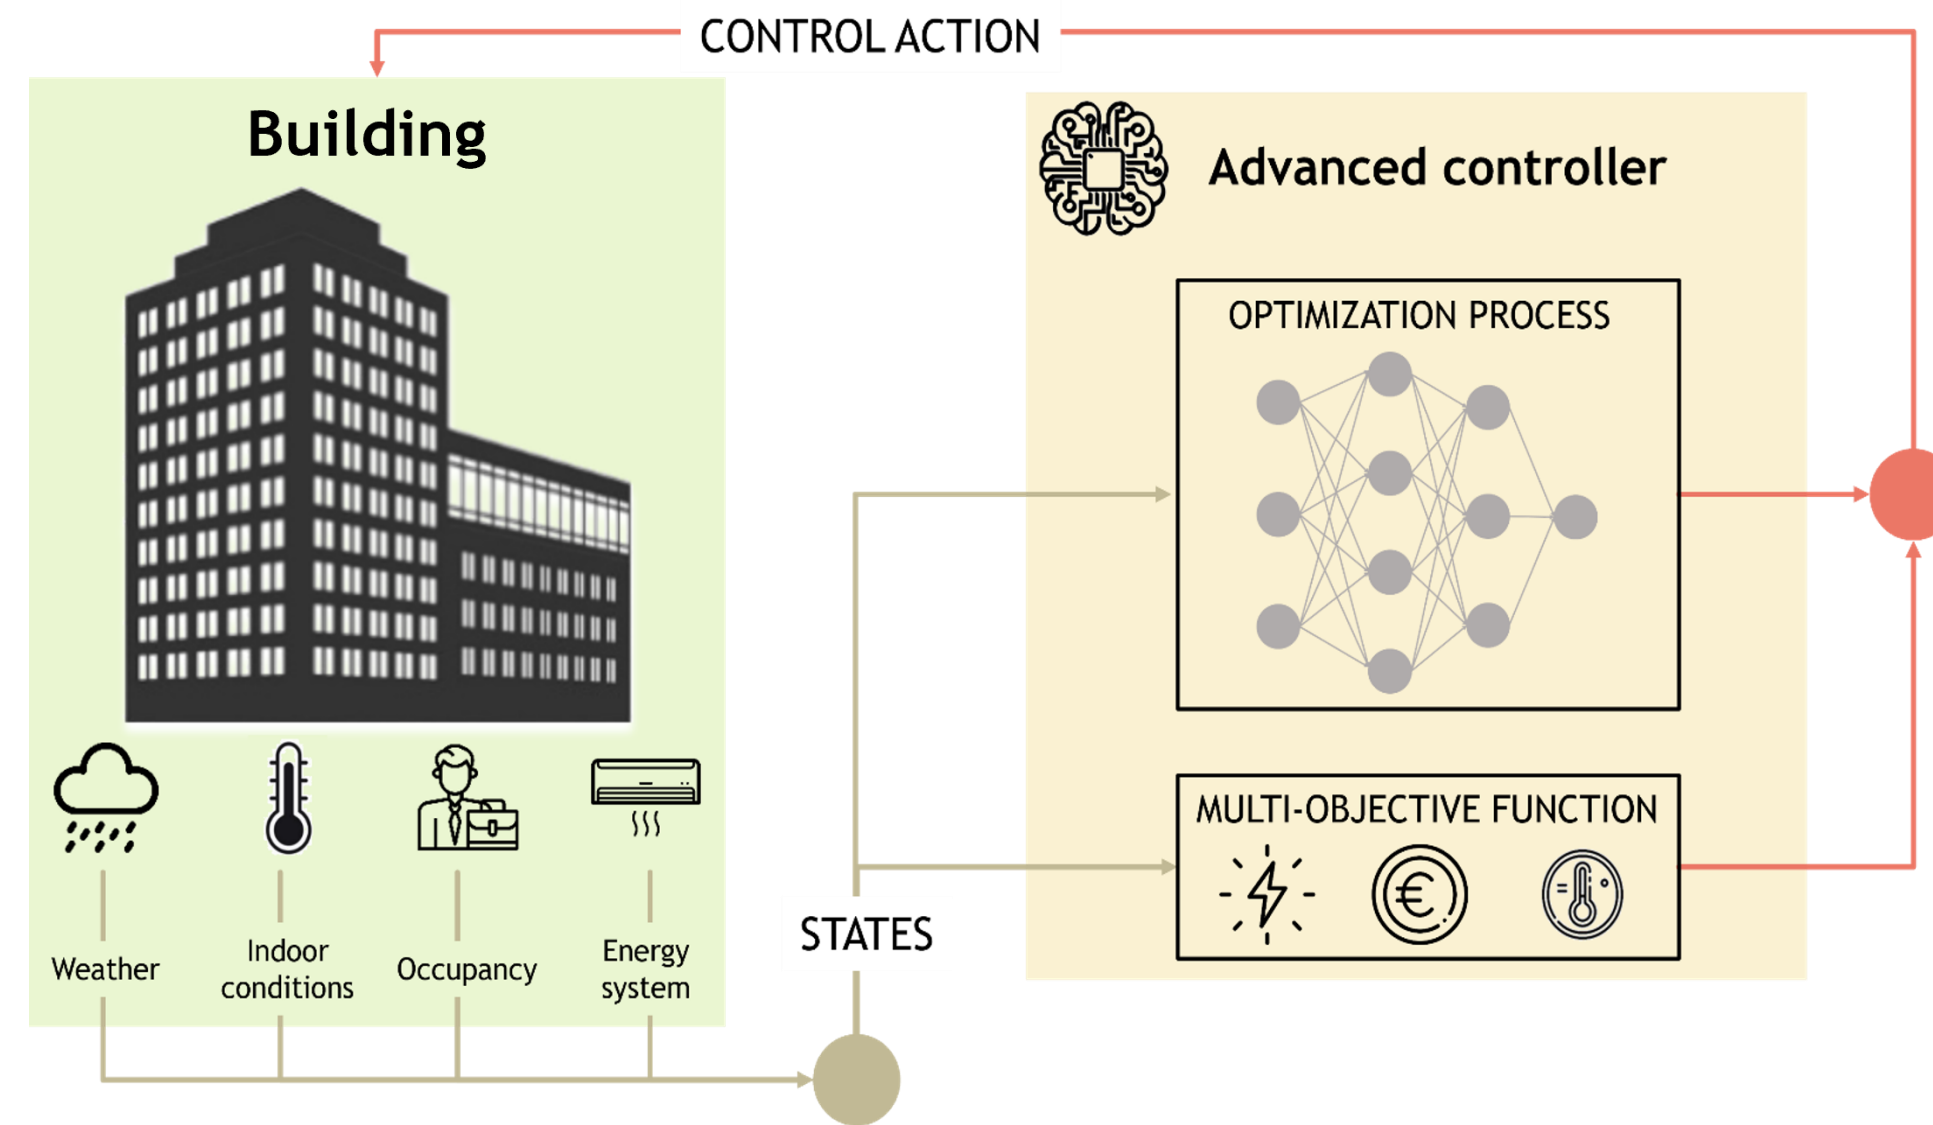 CONTROL ACTION
Building
Advanced controller
OPTIMIZATION PROCESS
MULTI-OBJECTIVE FUNCTION
€
STATES
Weather
Indoor
conditions
Occupancy
Energy
system